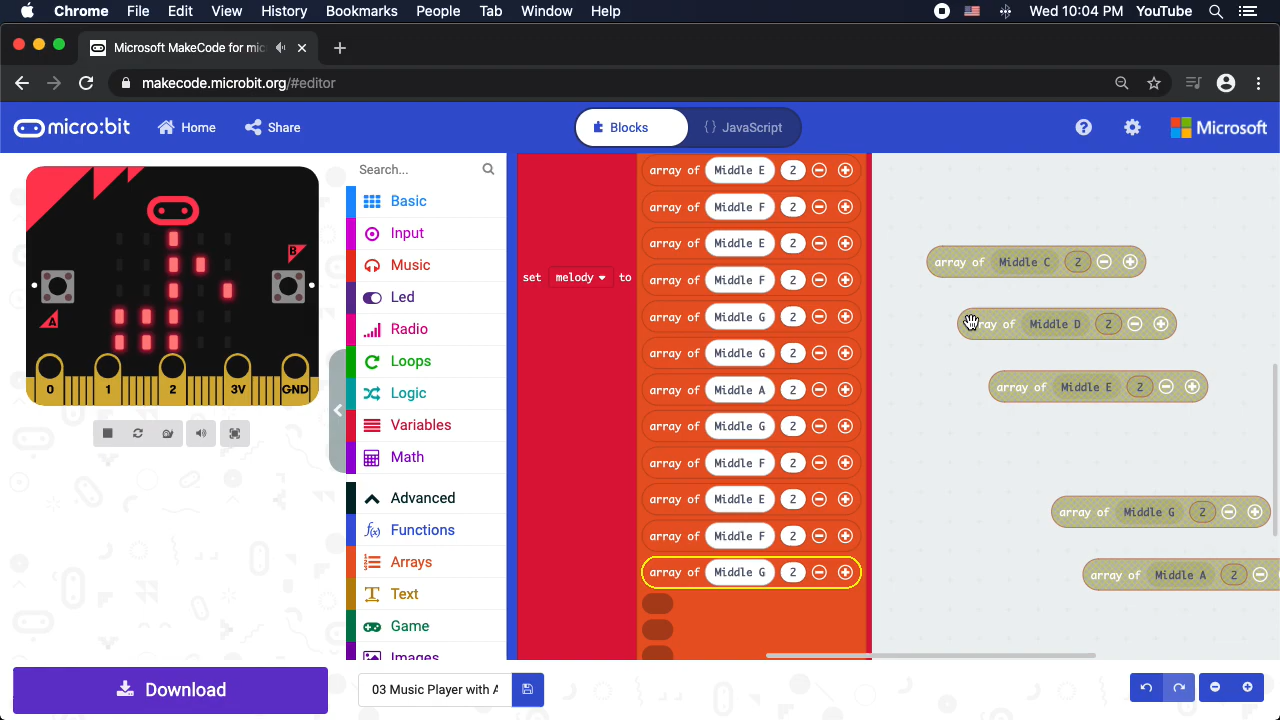 Chrome File Edit View History Bookmarks People Tab Window Help Wed 10:04 PM YouTube
Microsoft MakeCode for mic
makecode.microbit.org/#editor
micro:bit Home Share Blocks {} JavaScript Microsoft
Search...
Basic
Input
Music
Led
Radio
Loops
Logic
Variables
Math
Advanced
Functions
Arrays
Text
Game
Images
A
B
0 1 2 3V GND
Download
set melody to
array of Middle E 2
array of Middle F 2
array of Middle E 2
array of Middle F 2
array of Middle G 2
array of Middle G 2
array of Middle A 2
array of Middle G 2
array of Middle F 2
array of Middle E 2
array of Middle F 2
array of Middle G 2
array of Middle C 2
array of Middle D 2
array of Middle E 2
array of Middle G 2
array of Middle A 2
03 Music Player with A